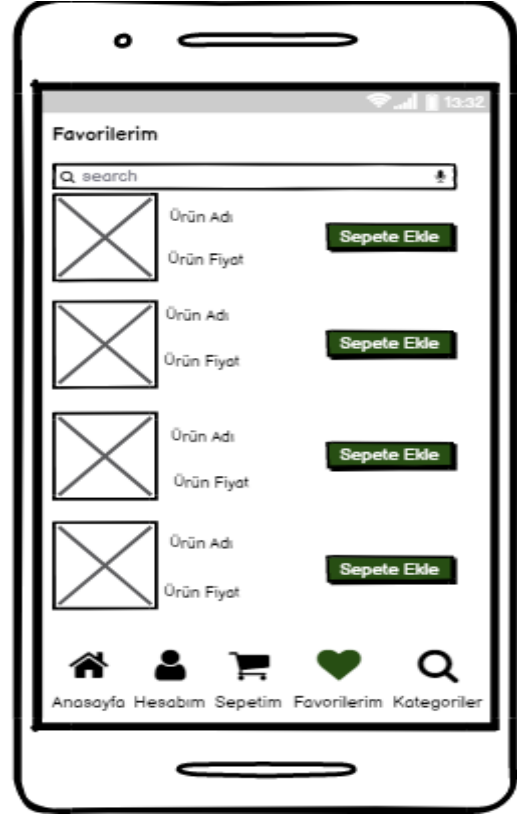 13:32
Favorilerim
search
Ürün Adı
Sepete Ekle
Ürün Fiyat
Ürün Adı
Sepete Ekle
Ürün Fiyat
Ürün Adı
Sepete Ekle
Ürün Fiyat
Ürün Adı
Sepete Ekle
Ürün Fiyat
Anasayfa Hesabım Sepetim Favorilerim Kategoriler